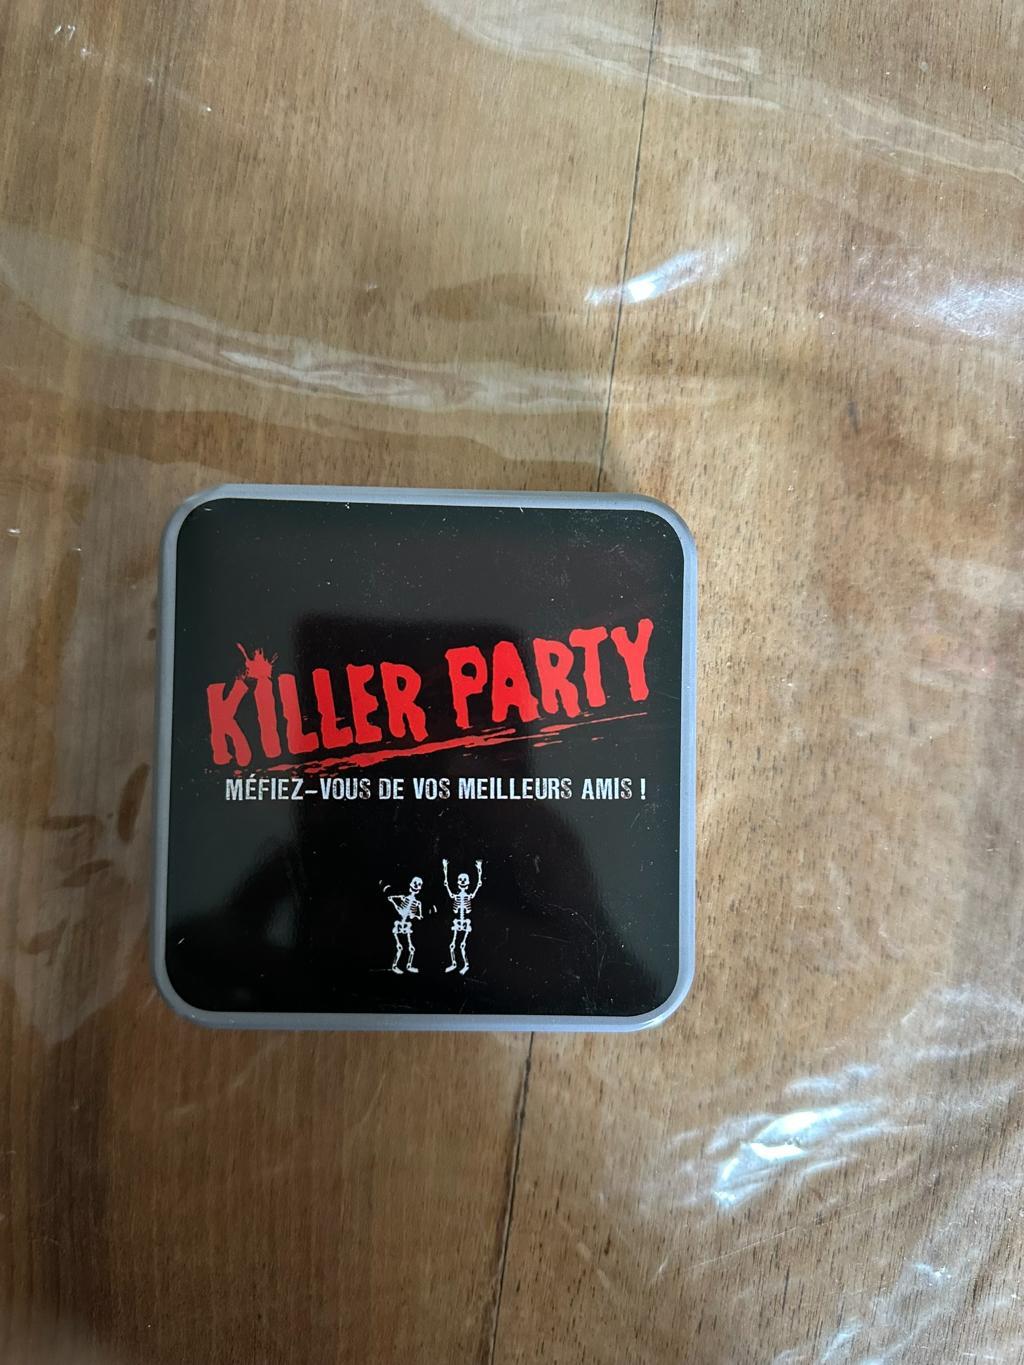 KILLER PARTY
MÉFIEZ-VOUS DE VOS MEILLEURS AMIS !